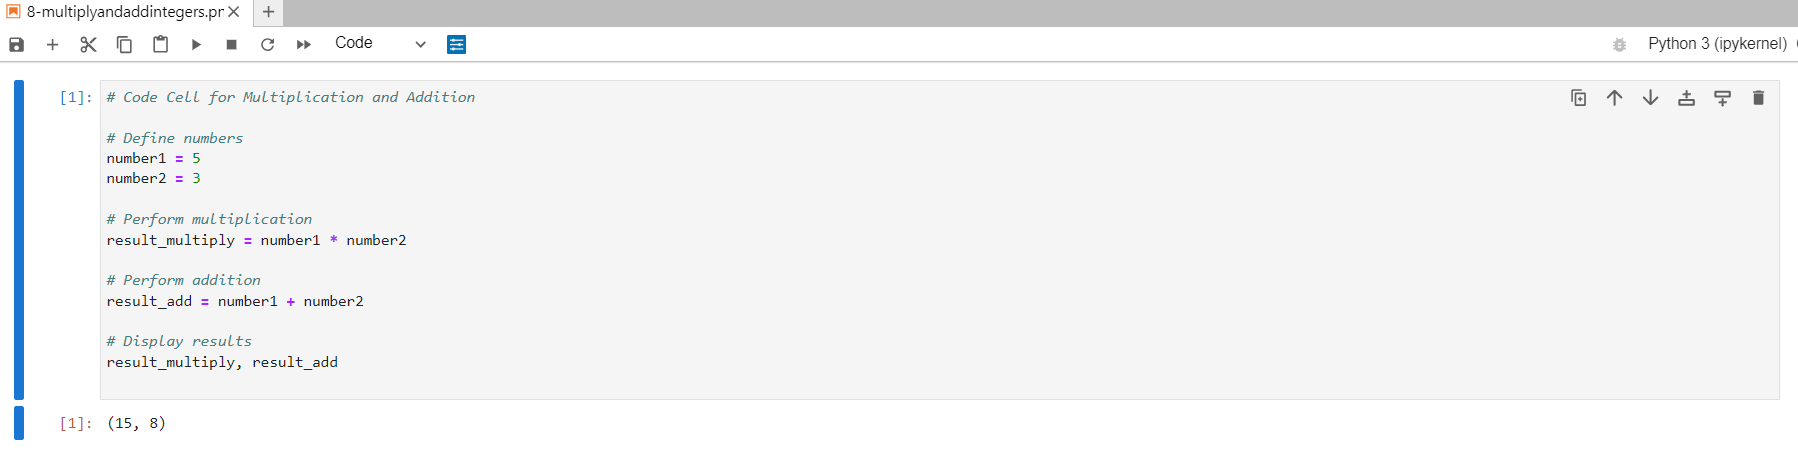 8-multiplyandaddintegers.pr
Code
Python 3 (ipykernel)
[1]: # Code Cell for Multiplication and Addition
# Define numbers
number1 = 5
number2 = 3
# Perform multiplication
result_multiply = number1 * number2
# Perform addition
result_add = number1 + number2
# Display results
result_multiply, result_add
[1]: (15, 8)